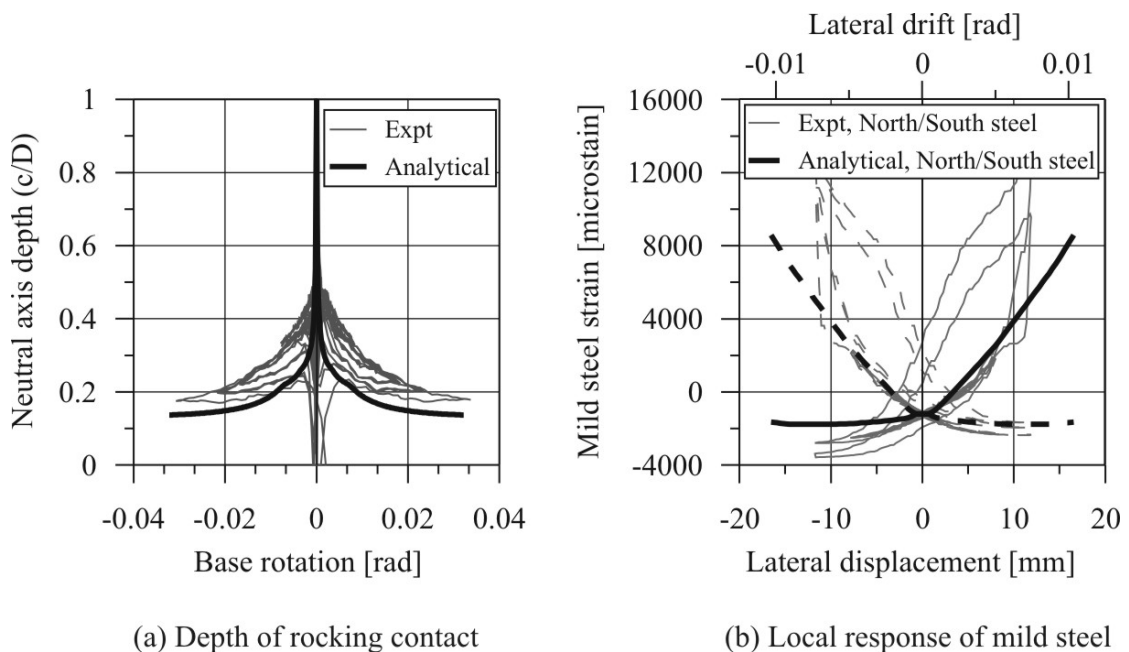 1
0.8
0.6
0.4
0.2
0
Neutral axis depth (c/D)
Expt
Analytical
-0.04 -0.02 0 0.02 0.04
Base rotation [rad]
(a) Depth of rocking contact
Lateral drift [rad]
-0.01 0 0.01
16000
12000
8000
4000
0
-4000
Mild steel strain [microstain]
Expt, North/South steel
Analytical, North/South steel
-20 -10 0 10 20
Lateral displacement [mm]
(b) Local response of mild steel